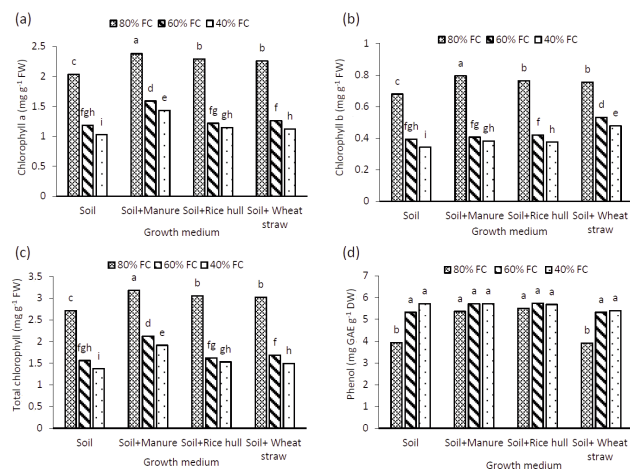 (a)
80% FC 60% FC 40% FC
Chlorophyll a (mg g-1 FW)
2.5
2
1.5
1
0.5
0
c
fgh
i
a
d
e
b
fg
gh
b
f
h
Soil
Soil+Manure
Soil+Rice hull
Soil+ Wheat straw
Growth medium
(b)
80% FC 60% FC 40% FC
Chlorophyll b (mg g-1 FW)
1
0.8
0.6
0.4
0.2
0
c
fgh
i
a
fg
gh
b
f
h
b
d
e
Soil
Soil+Manure
Soil+Rice hull
Soil+ Wheat
straw
Growth medium
(c)
80% FC 60% FC 40% FC
Total chlorophyll (mg g-1 FW)
3.5
3
2.5
2
1.5
1
0.5
0
c
fgh
i
a
d
e
b
fg
gh
b
f
h
Soil
Soil+Manure
Soil+Rice hull
Soil+ Wheat
straw
Growth medium
(d)
80% FC 60% FC 40% FC
Phenol (mg GAE g-1 DW)
7
6
5
4
3
2
1
0
b
a
a
a
a
a
a
a
a
b
a
a
Soil
Soil+Manure
Soil+Rice hull
Soil+ Wheat
straw
Growth medium